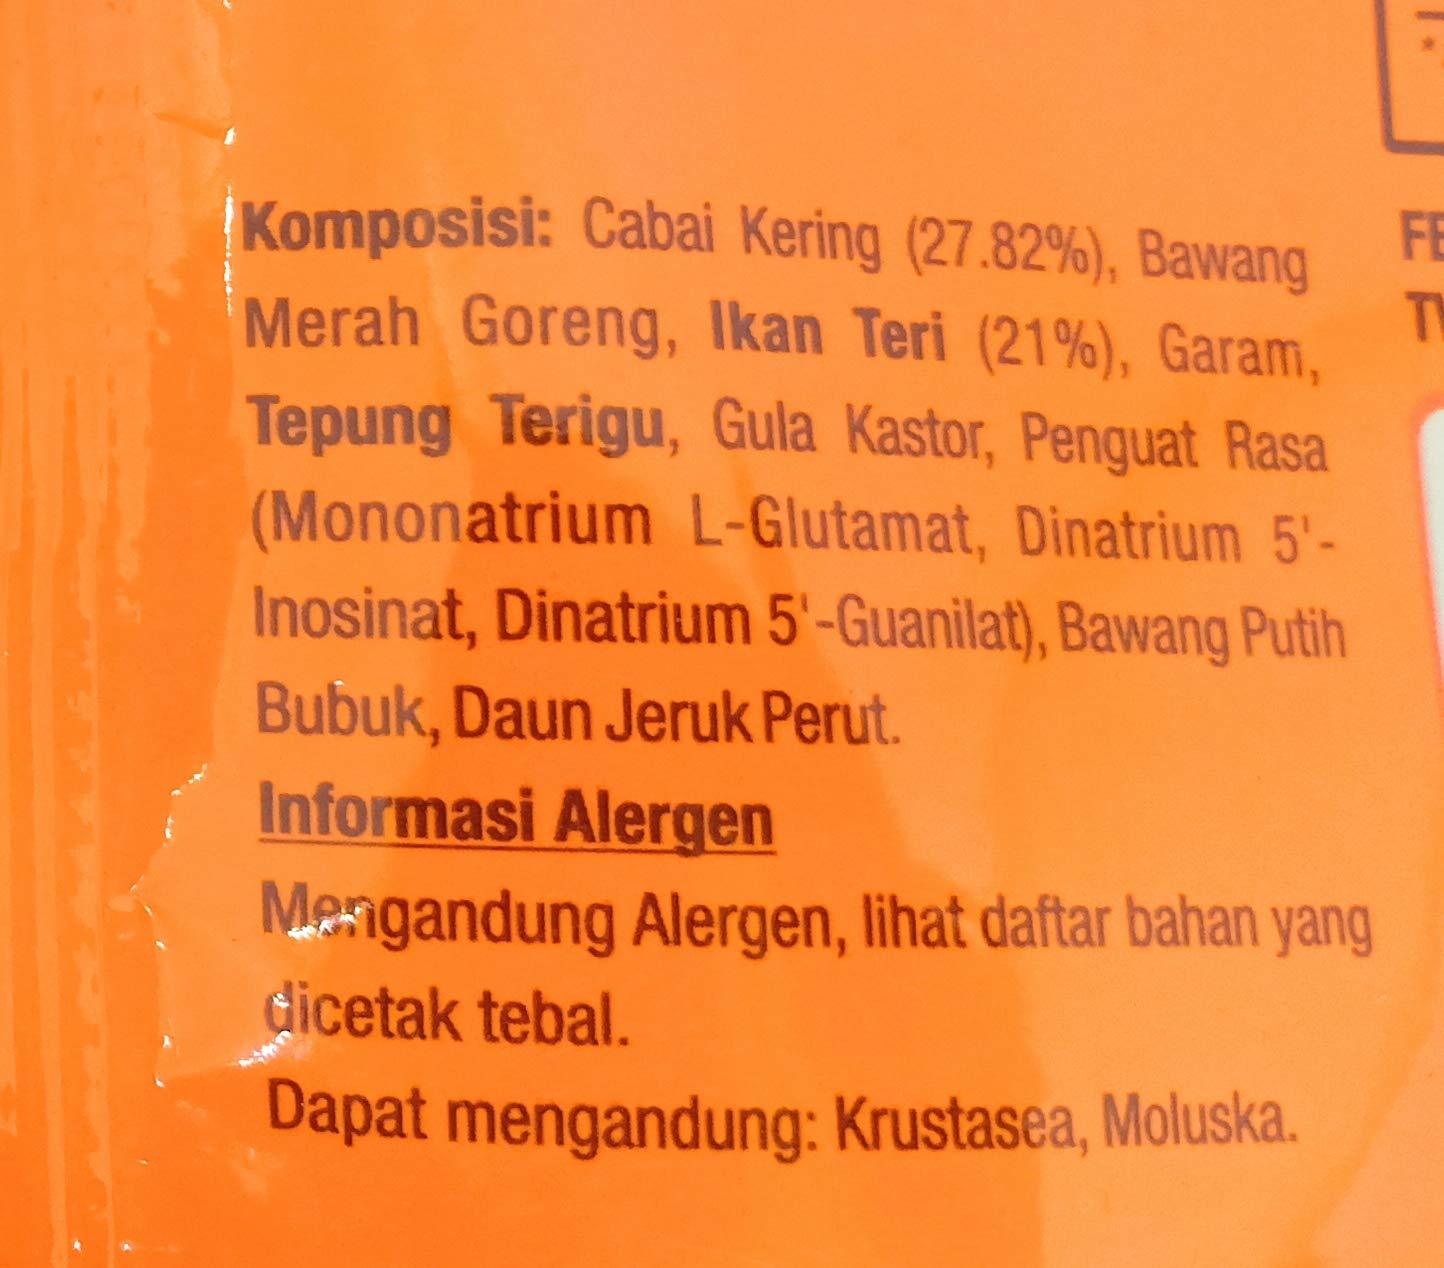 Komposisi: Cabai Kering (27.82%), Bawang
Merah Goreng, Ikan Teri (21%), Garam,
Tepung Terigu, Gula Kastor, Penguat Rasa
(Mononatrium L-Glutamat, Dinatrium 5'-
Inosinat, Dinatrium 5'-Guanilat), Bawang Putih
Bubuk, Daun Jeruk Perut.
Informasi Alergen
Mengandung Alergen, lihat daftar bahan yang
dicetak tebal.
Dapat mengandung: Krustasea, Moluska.